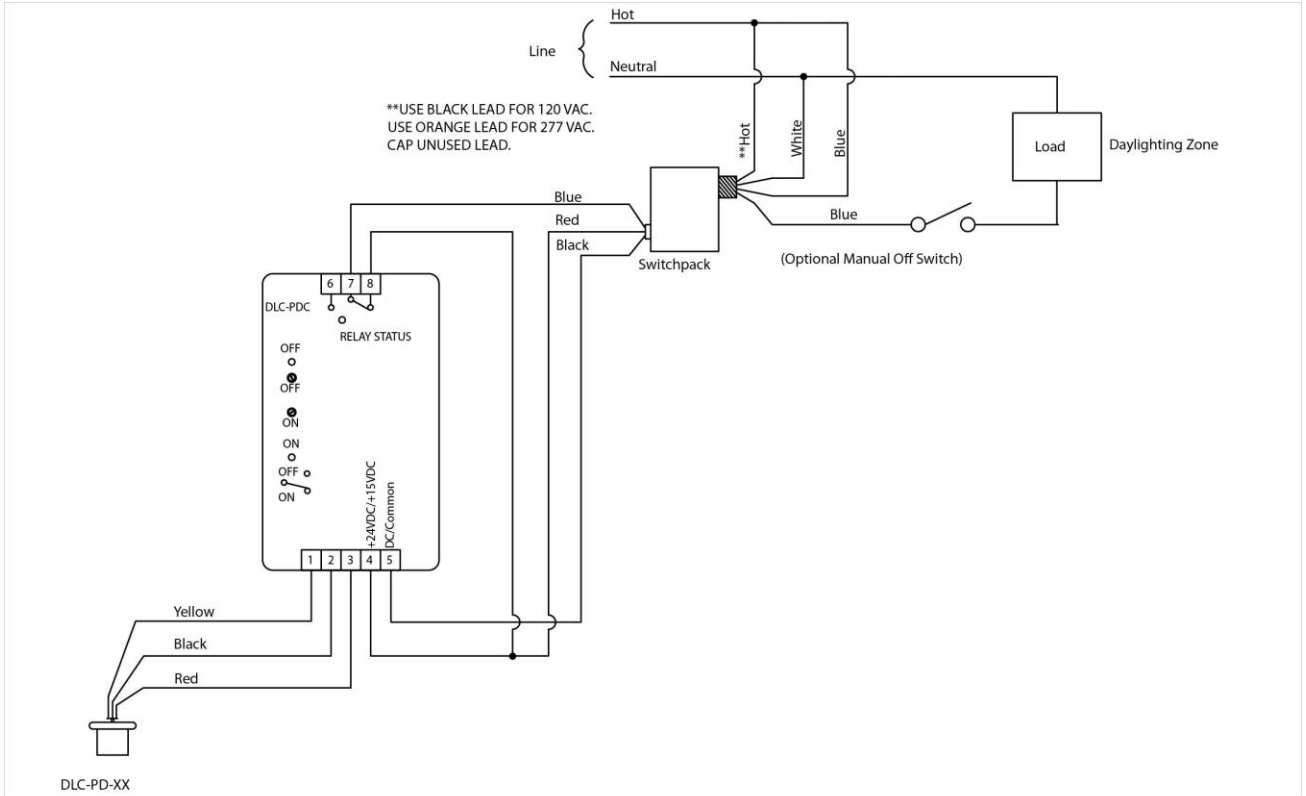 Hot
Line
Neutral
**USE BLACK LEAD FOR 120 VAC.
USE ORANGE LEAD FOR 277 VAC.
CAP UNUSED LEAD.
**Hot
White
Blue
Load
Daylighting Zone
Blue
Red
Black
Switchpack
Blue
(Optional Manual Off Switch)
6 7 8
DLC-PDC
RELAY STATUS
OFF
OFF
ON
ON
OFF
ON
+24VDC/+15VDC
DC/Common
1 2 3 4 5
Yellow
Black
Red
DLC-PD-XX